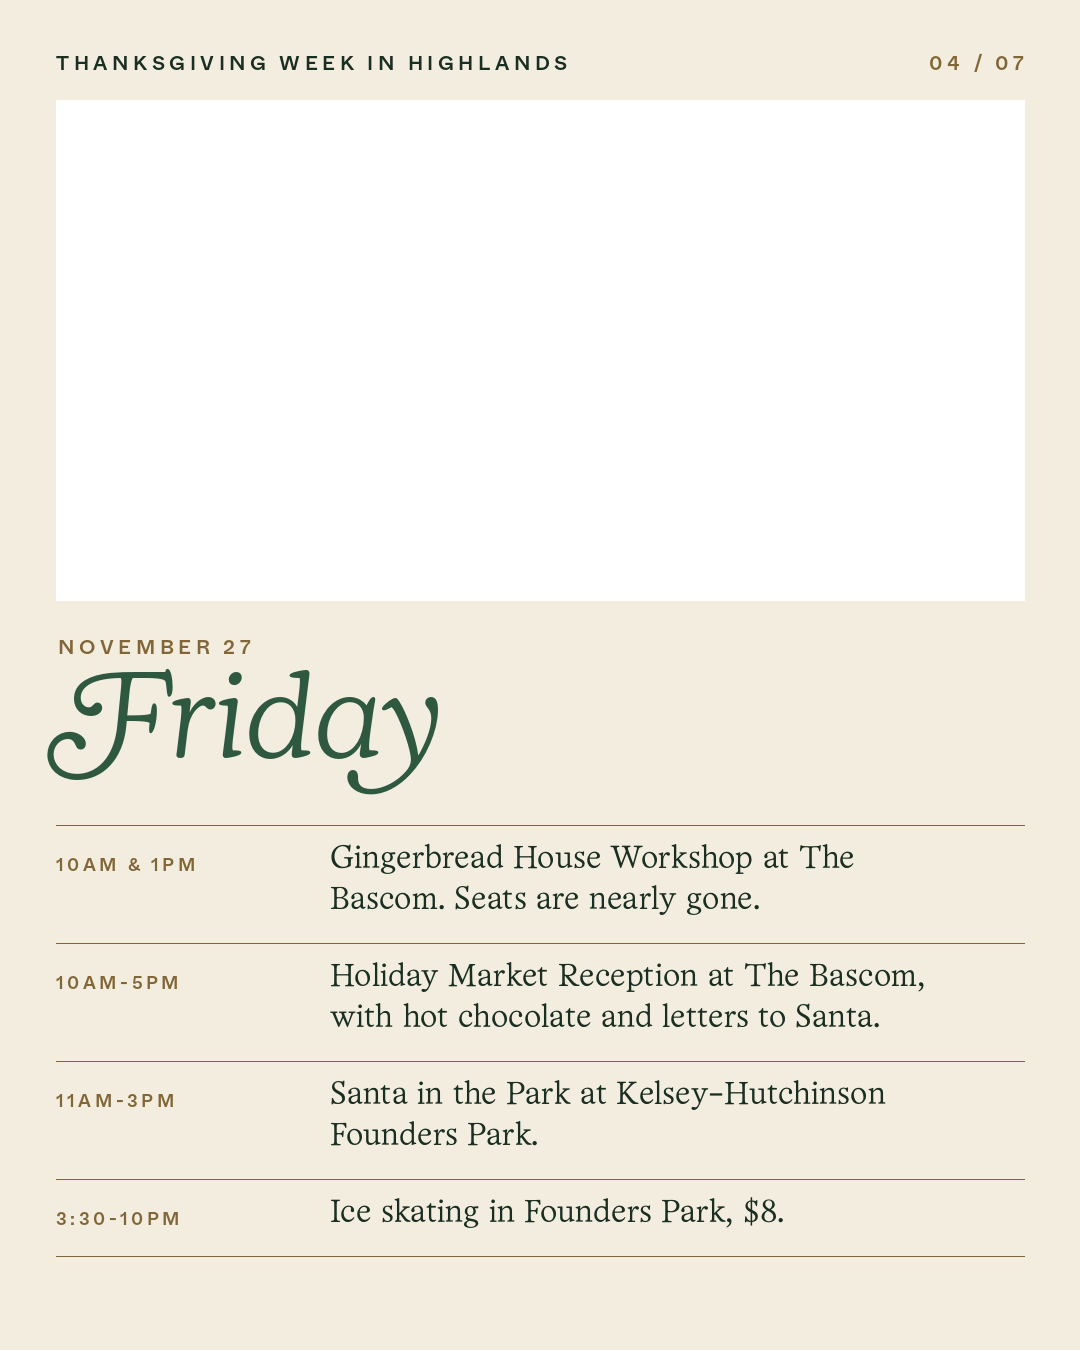 THANKSGIVING WEEK IN HIGHLANDS
04 / 07
NOVEMBER 27
Friday
10AM & 1PM
Gingerbread House Workshop at The
Bascom. Seats are nearly gone.
10AM-5PM
Holiday Market Reception at The Bascom,
with hot chocolate and letters to Santa.
11AM-3PM
Santa in the Park at Kelsey–Hutchinson
Founders Park.
3:30-10PM
Ice skating in Founders Park, $8.